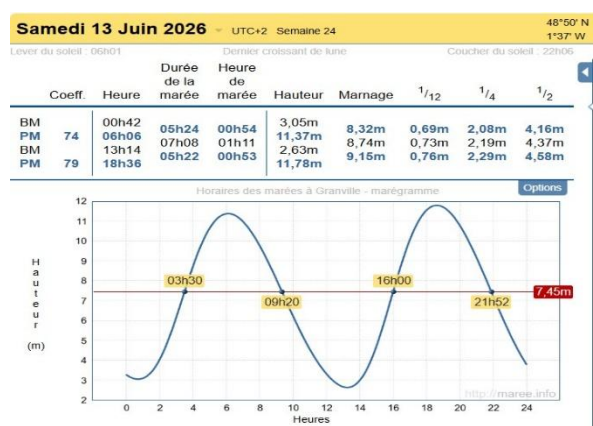 Samedi 13 Juin 2026 UTC+2 Semaine 24
48°50' N
1°37' W
Lever du soleil : 06h01 Dernier croissant de lune Coucher du soleil : 22h06
Coeff. Heure Durée de la marée Heure de marée Hauteur Marnage 1/12 1/4 1/2
BM 00h42 3,05m
PM 74 06h06 05h24 00h54 11,37m 8,32m 0,69m 2,08m 4,16m
BM 13h14 07h08 01h11 2,63m 8,74m 0,73m 2,19m 4,37m
PM 79 18h36 05h22 00h53 11,78m 9,15m 0,76m 2,29m 4,58m
Horaires des marées à Granville - marégramme. Options
12
11
10
9
8
7
6
5
4
3
2
Hauteur
(m)
03h30
09h20
16h00
21h52
7,45m
http://maree.info
0 2 4 6 8 10 12 14 16 18 20 22 24
Heures